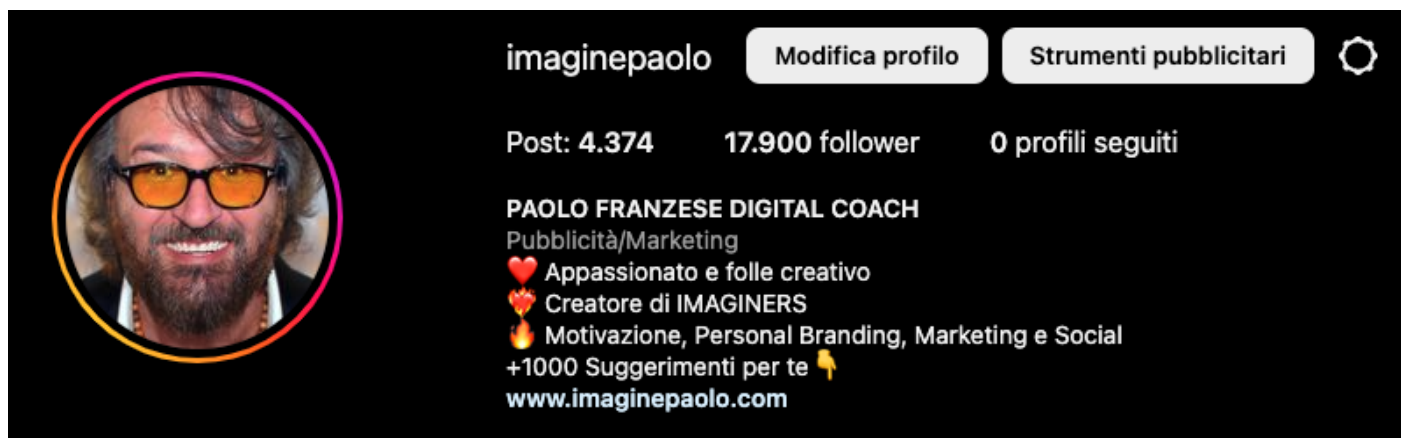 imaginepaolo Modifica profilo Strumenti pubblicitari
Post: 4.374 17.900 follower 0 profili seguiti
PAOLO FRANZESE DIGITAL COACH
Pubblicità/Marketing
❤️ Appassionato e folle creativo
❤️‍🔥 Creatore di IMAGINERS
🔥 Motivazione, Personal Branding, Marketing e Social
+1000 Suggerimenti per te 👇
www.imaginepaolo.com